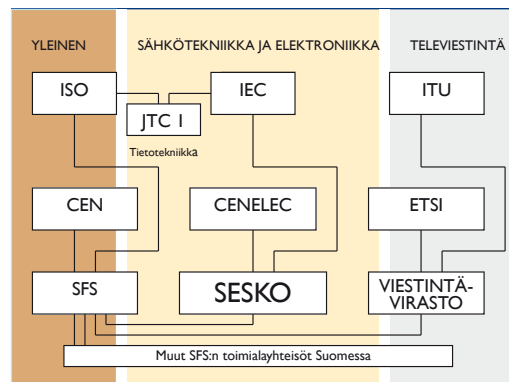 YLEINEN
SÄHKÖTEKNIIKKA JA ELEKTRONIIKKA
TELEVIESTINTÄ
ISO
IEC
ITU
JTC 1
Tietotekniikka
CEN
CENELEC
ETSI
SFS
SESKO
VIESTINTÄ-
VIRASTO
Muut SFS:n toimialayhteisöt Suomessa